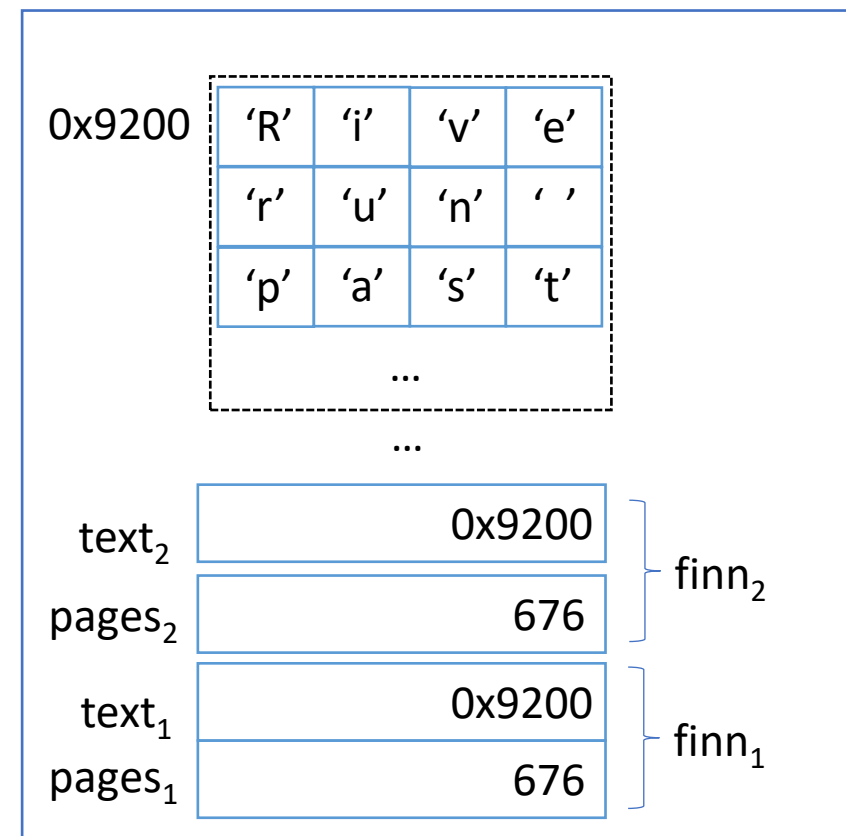 0x9200 ‘R’ ‘i’ ‘v’ ‘e’
‘r’ ‘u’ ‘n’ ‘ ’
‘p’ ‘a’ ‘s’ ‘t’
...
...
text₂ 0x9200
finn₂
pages₂ 676
text₁ 0x9200
finn₁
pages₁ 676